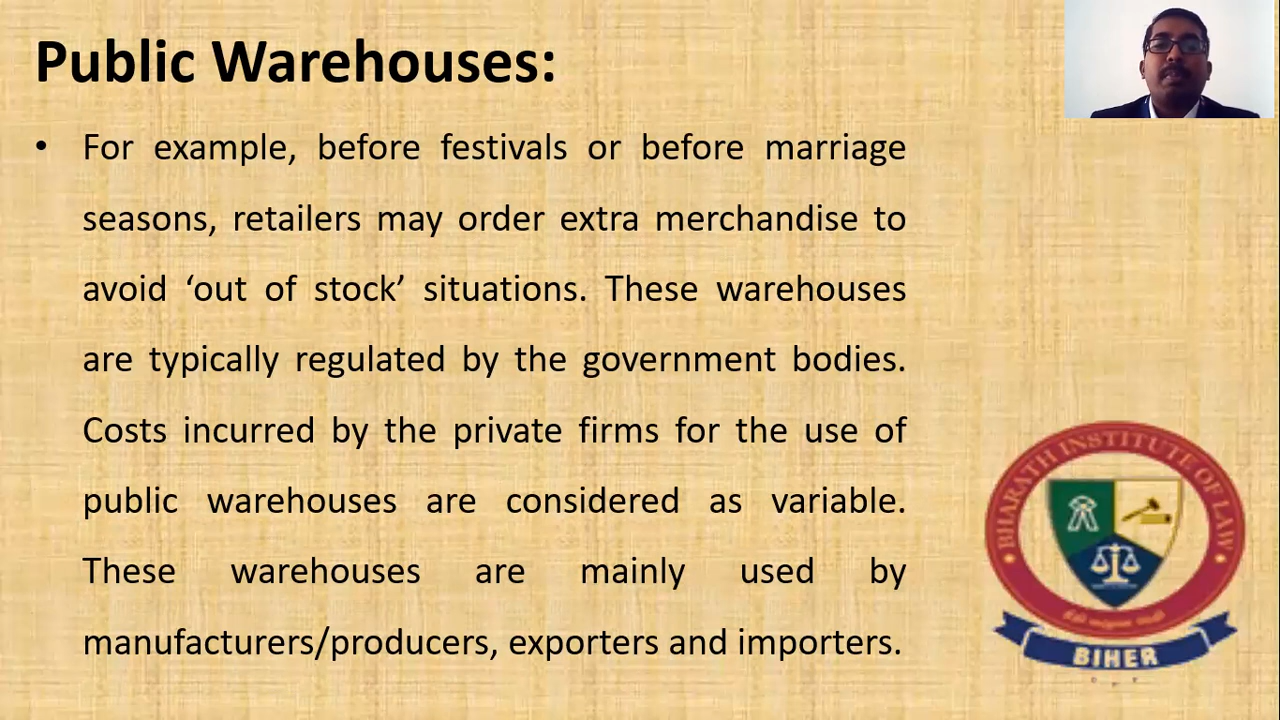 Public Warehouses:
• For example, before festivals or before marriage
seasons, retailers may order extra merchandise to
avoid ‘out of stock’ situations. These warehouses
are typically regulated by the government bodies.
Costs incurred by the private firms for the use of
public warehouses are considered as variable.
These warehouses are mainly used by
manufacturers/producers, exporters and importers.
BHARATH INSTITUTE OF LAW
BIHER